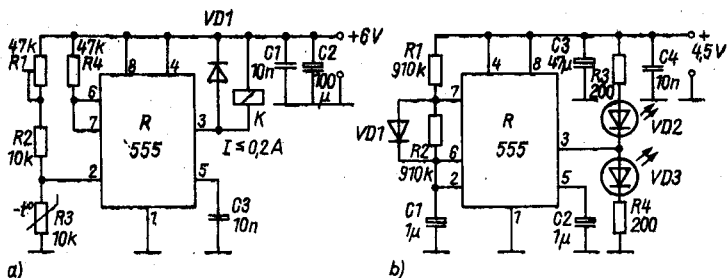 VD1
+6V
47k
R1
47k
R4
8
4
C1
10n
C2
100
μ
6
7
R
555
3
K
I ≤ 0,2A
R2
10k
2
5
-t°
R3
10k
1
C3
10n
a)
+
4,5V
R1
910k
4
8
C3
47μ
R3
200
C4
10n
7
VD1
R
555
VD2
R2
910k
6
3
2
5
VD3
C1
1μ
1
C2
1μ
R4
200
b)